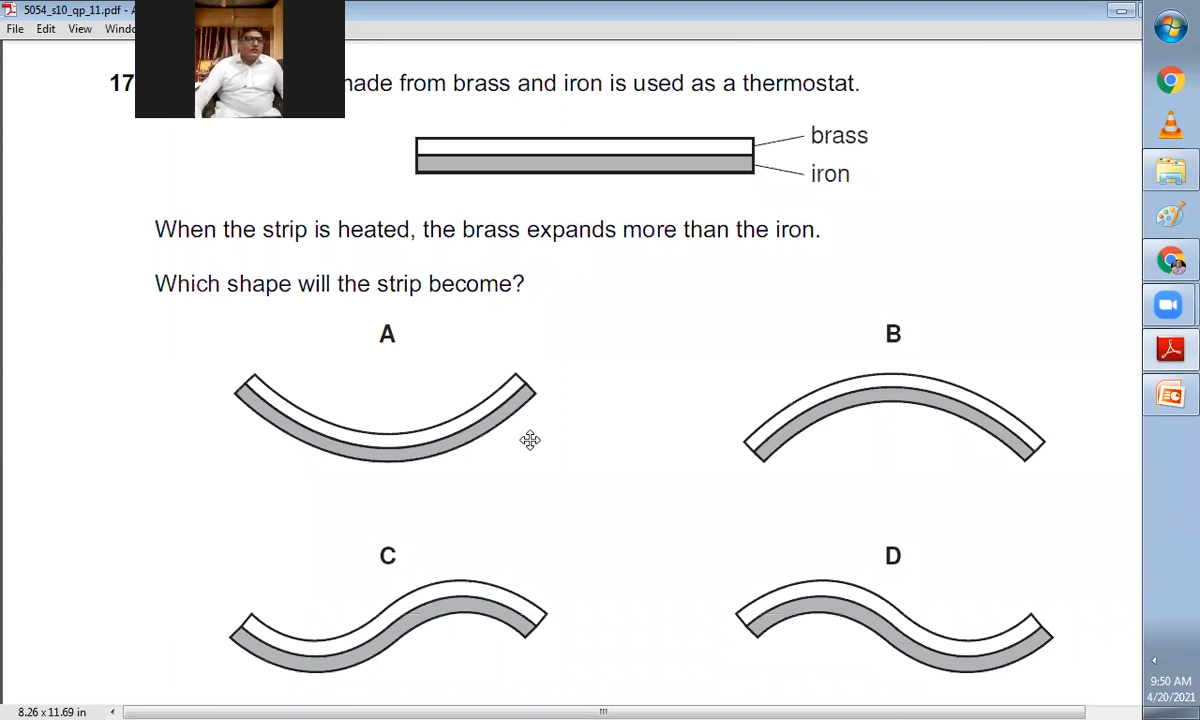 5054_s10_qp_11.pdf - A
File Edit View Windo
17 made from brass and iron is used as a thermostat.
brass
iron
When the strip is heated, the brass expands more than the iron.
Which shape will the strip become?
A
B
C
D
9:50 AM
4/20/2021
8.26 x 11.69 in